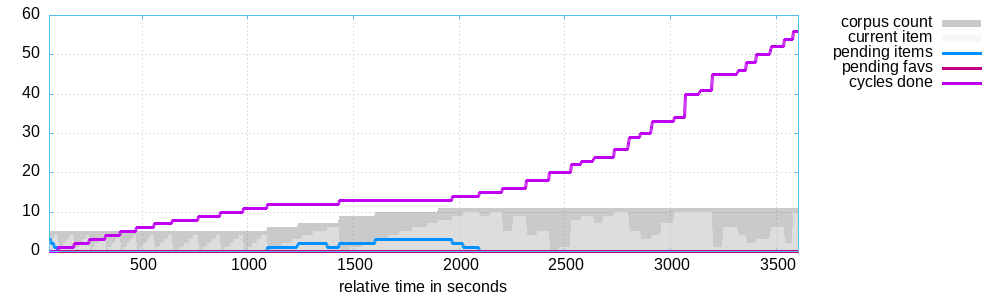 60
50
40
30
20
10
0
500
1000
1500
2000
2500
3000
3500
relative time in seconds
corpus count
current item
pending items
pending favs
cycles done